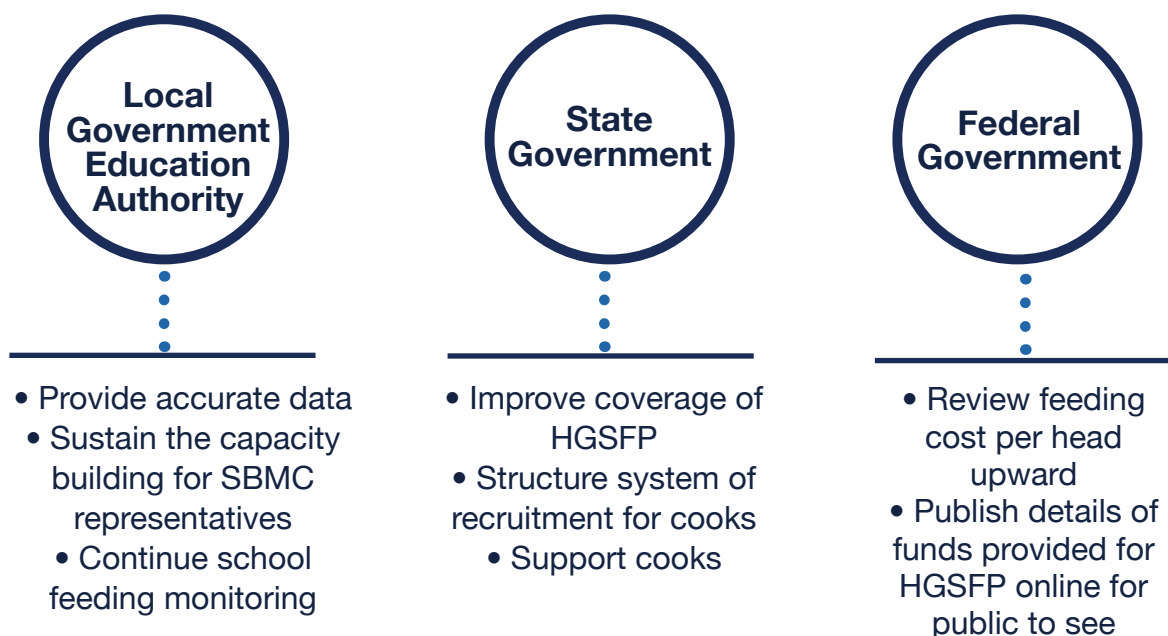 Local
Government
Education
Authority
• Provide accurate data
• Sustain the capacity
building for SBMC
representatives
• Continue school
feeding monitoring
State
Government
• Improve coverage of
HGSFP
• Structure system of
recruitment for cooks
• Support cooks
Federal
Government
• Review feeding
cost per head
upward
• Publish details of
funds provided for
HGSFP online for
public to see